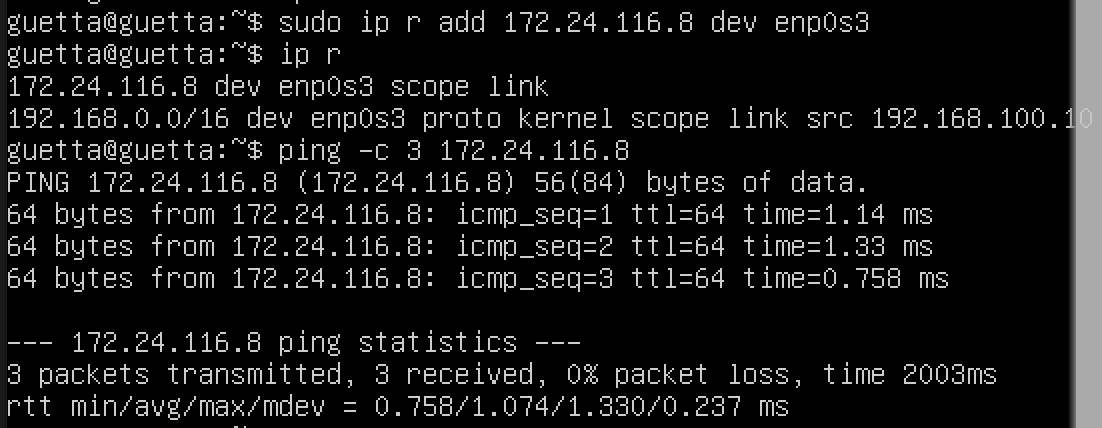 guetta@guetta:~$ sudo ip r add 172.24.116.8 dev enp0s3
guetta@guetta:~$ ip r
172.24.116.8 dev enp0s3 scope link
192.168.0.0/16 dev enp0s3 proto kernel scope link src 192.168.100.10
guetta@guetta:~$ ping -c 3 172.24.116.8
PING 172.24.116.8 (172.24.116.8) 56(84) bytes of data.
64 bytes from 172.24.116.8: icmp_seq=1 ttl=64 time=1.14 ms
64 bytes from 172.24.116.8: icmp_seq=2 ttl=64 time=1.33 ms
64 bytes from 172.24.116.8: icmp_seq=3 ttl=64 time=0.758 ms
--- 172.24.116.8 ping statistics ---
3 packets transmitted, 3 received, 0% packet loss, time 2003ms
rtt min/avg/max/mdev = 0.758/1.074/1.330/0.237 ms